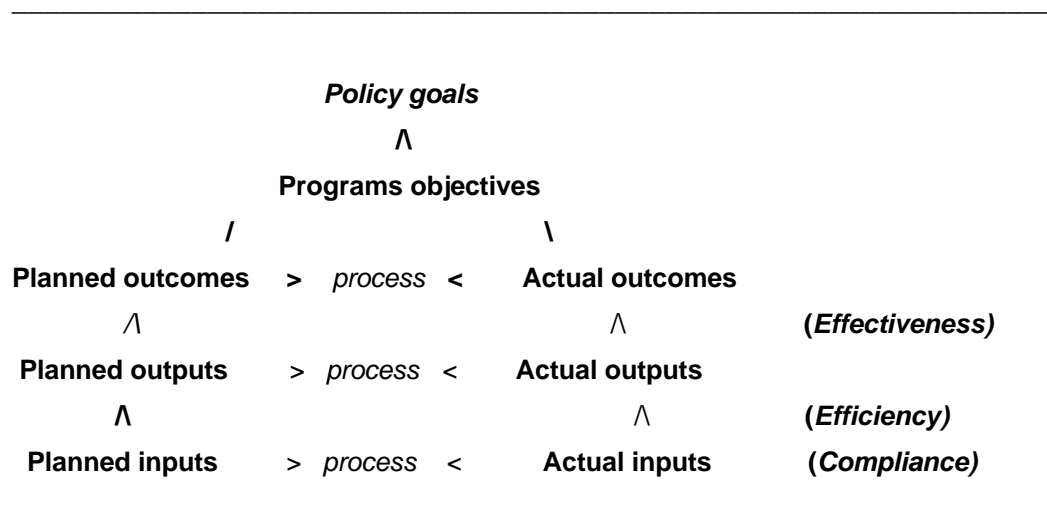 Policy goals
/\
Programs objectives
/ \
Planned outcomes > process < Actual outcomes
/\ /\ (Effectiveness)
Planned outputs > process < Actual outputs
/\ /\ (Efficiency)
Planned inputs > process < Actual inputs (Compliance)